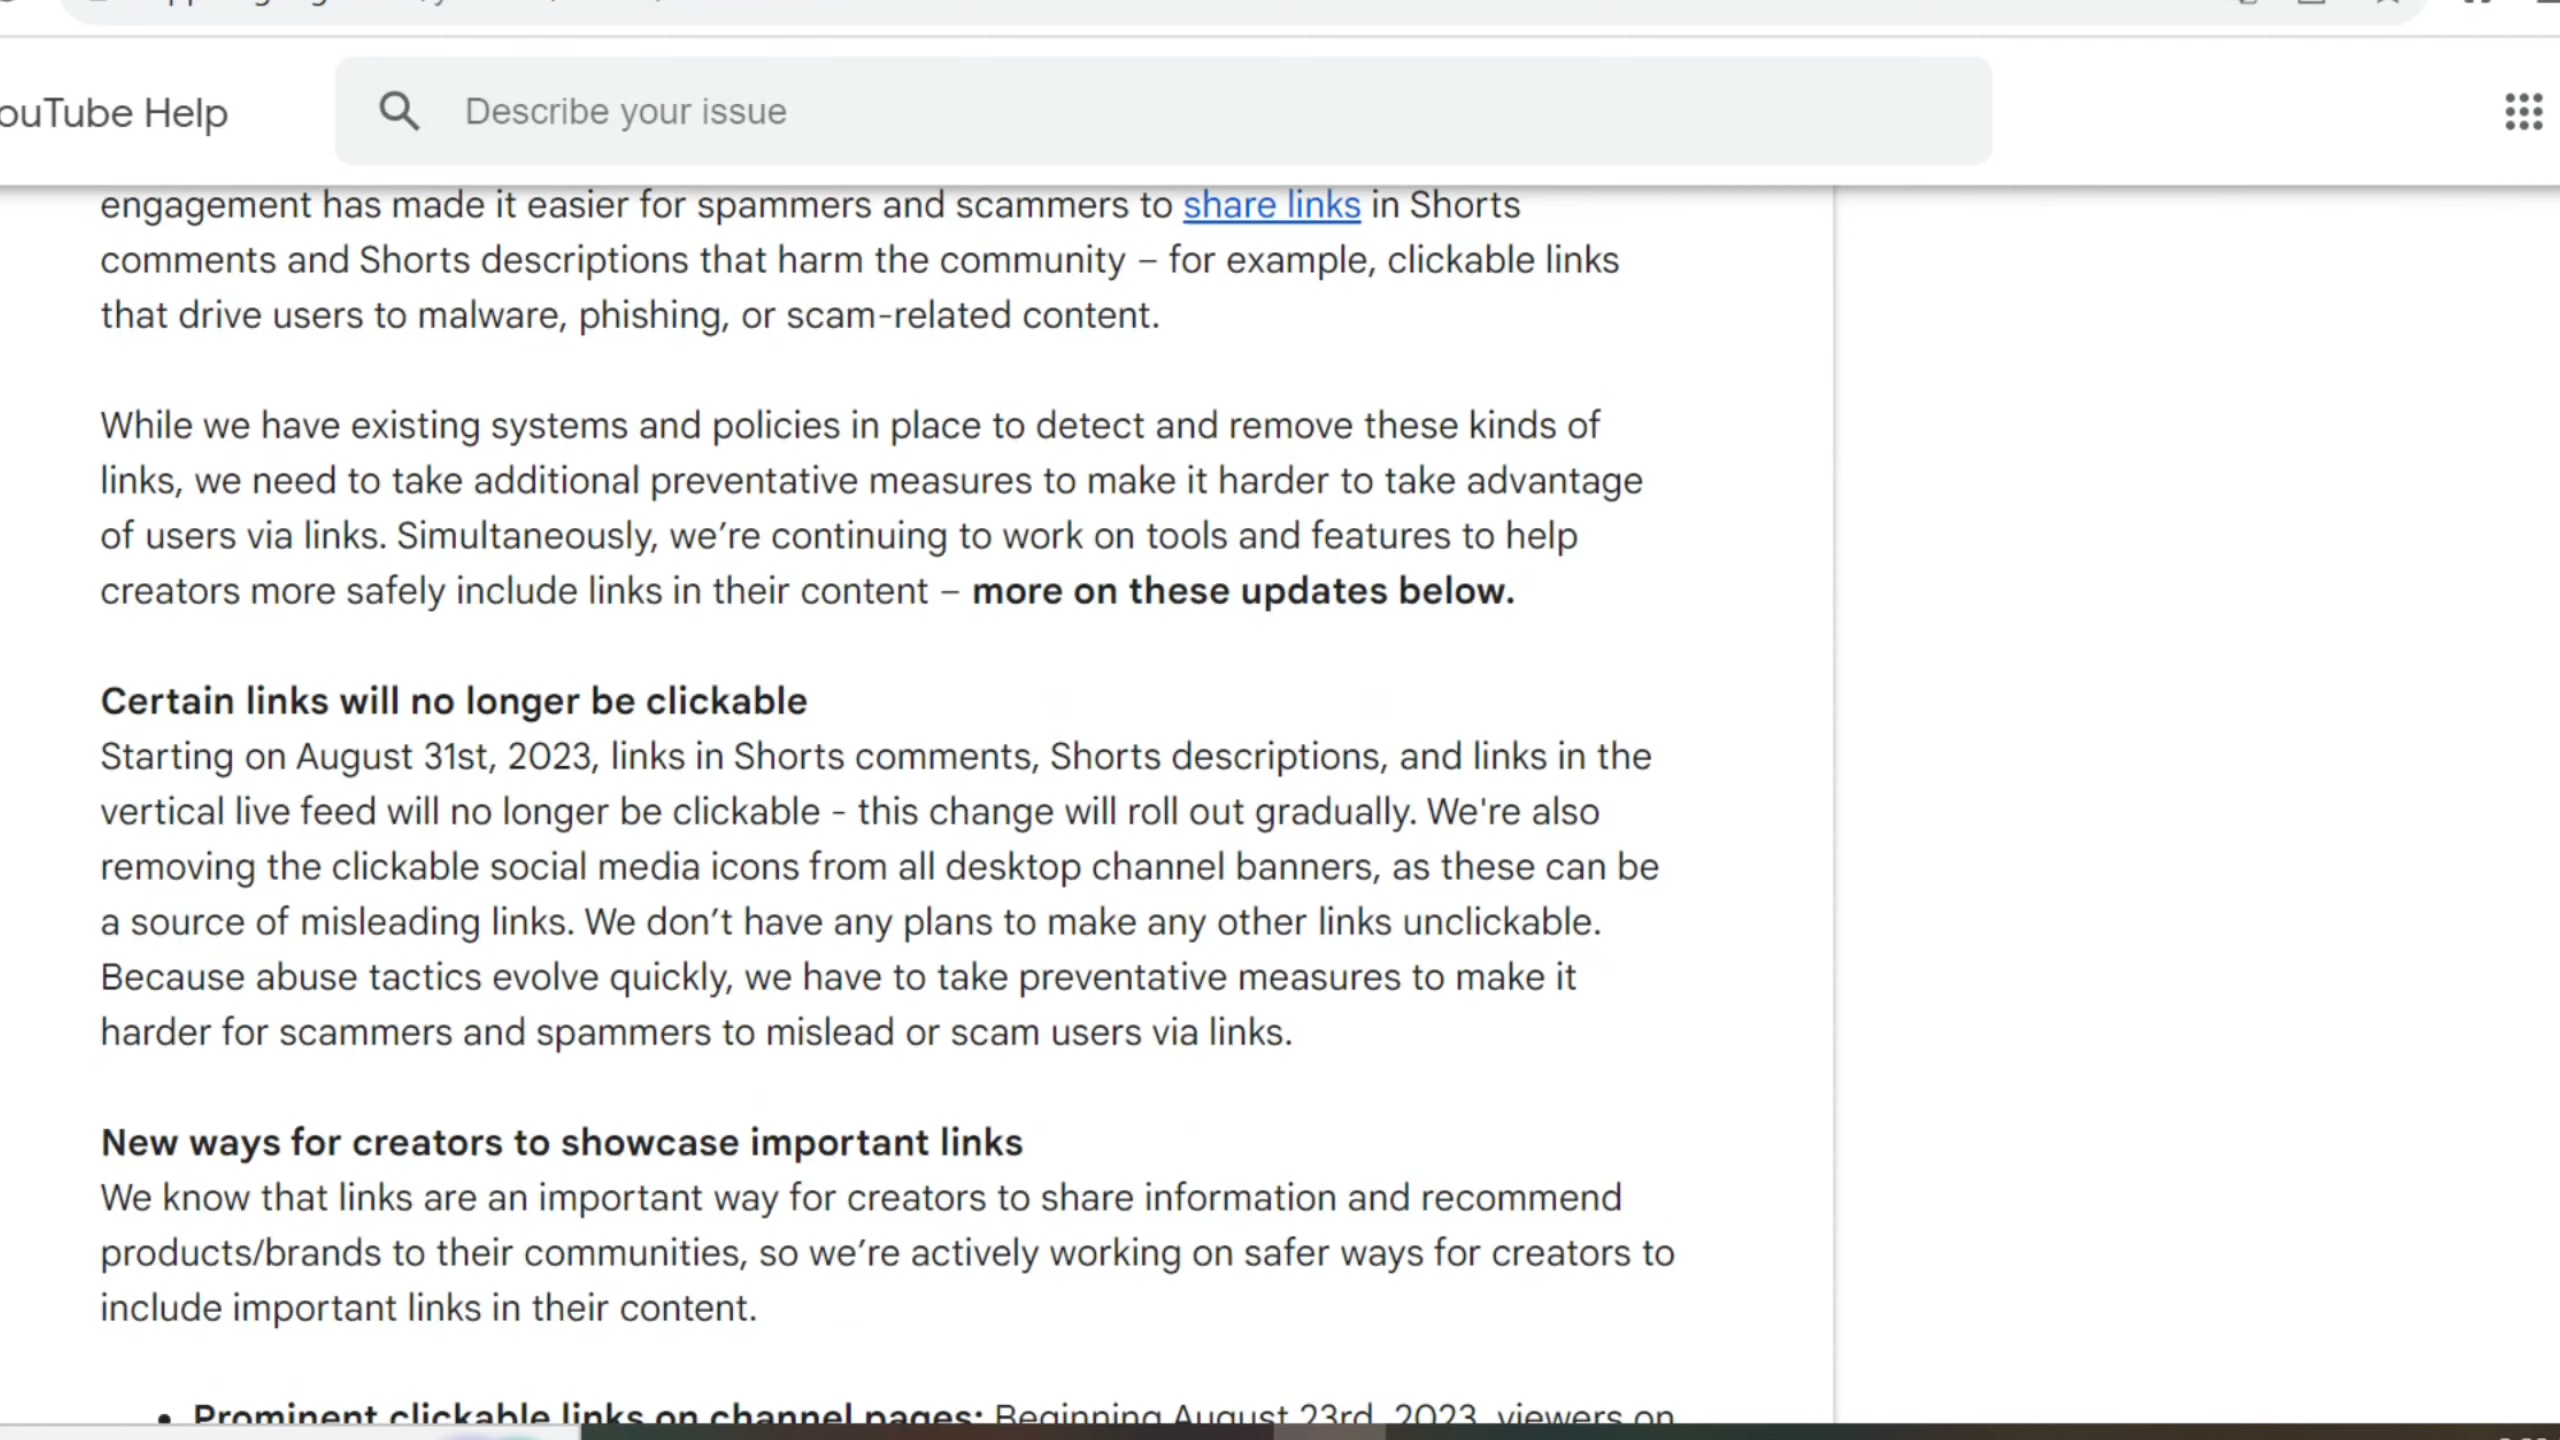 ouTube Help
Describe your issue
engagement has made it easier for spammers and scammers to share links in Shorts
comments and Shorts descriptions that harm the community – for example, clickable links
that drive users to malware, phishing, or scam-related content.
While we have existing systems and policies in place to detect and remove these kinds of
links, we need to take additional preventative measures to make it harder to take advantage
of users via links. Simultaneously, we’re continuing to work on tools and features to help
creators more safely include links in their content – more on these updates below.
Certain links will no longer be clickable
Starting on August 31st, 2023, links in Shorts comments, Shorts descriptions, and links in the
vertical live feed will no longer be clickable - this change will roll out gradually. We're also
removing the clickable social media icons from all desktop channel banners, as these can be
a source of misleading links. We don’t have any plans to make any other links unclickable.
Because abuse tactics evolve quickly, we have to take preventative measures to make it
harder for scammers and spammers to mislead or scam users via links.
New ways for creators to showcase important links
We know that links are an important way for creators to share information and recommend
products/brands to their communities, so we’re actively working on safer ways for creators to
include important links in their content.
• Prominent clickable links on channel pages: Beginning August 23rd, 2023, viewers on